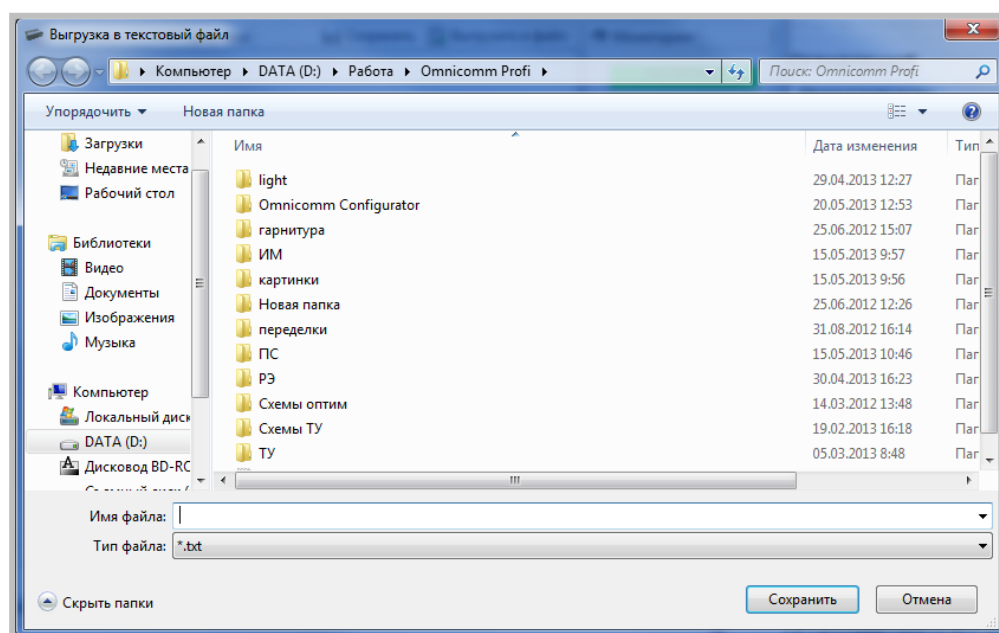 Выгрузка в текстовый файл
Компьютер ▸ DATA (D:) ▸ Работа ▸ Omnicomm Profi ▸
Поиск: Omnicomm Profi
Упорядочить
Новая папка
Загрузки
Недавние места
Рабочий стол
Библиотеки
Видео
Документы
Изображения
Музыка
Компьютер
Локальный диск
DATA (D:)
Дисковод BD-RO
Имя
Дата изменения
Тип
light 29.04.2013 12:27 Пап
Omnicomm Configurator 20.05.2013 12:53 Пап
гарнитура 25.06.2012 15:07 Пап
ИМ 15.05.2013 9:57 Пап
картинки 15.05.2013 9:56 Пап
Новая папка 25.06.2012 12:26 Пап
переделки 31.08.2012 16:14 Пап
ПС 15.05.2013 10:46 Пап
РЭ 30.04.2013 16:23 Пап
Схемы оптим 14.03.2012 13:48 Пап
Схемы ТУ 19.02.2013 16:18 Пап
ТУ 05.03.2013 8:48 Пап
Имя файла:
Тип файла: *.txt
Скрыть папки
Сохранить
Отмена